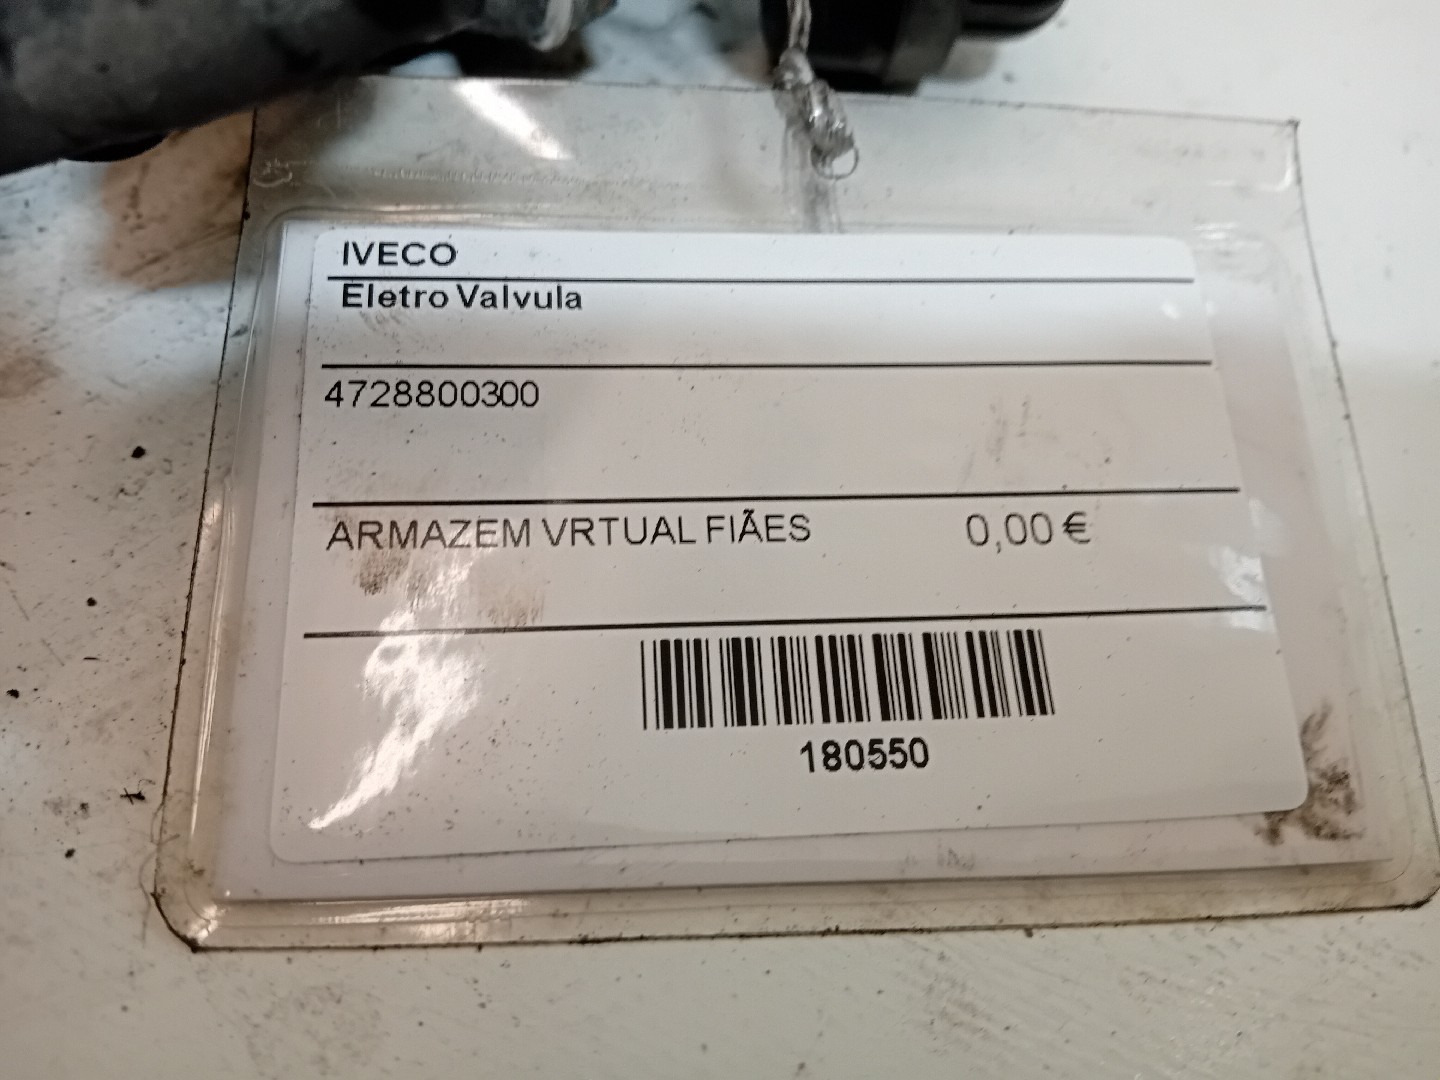 IVECO
Eletro Valvula
4728800300
ARMAZEM VRTUAL FIÃES 0,00 €
180550